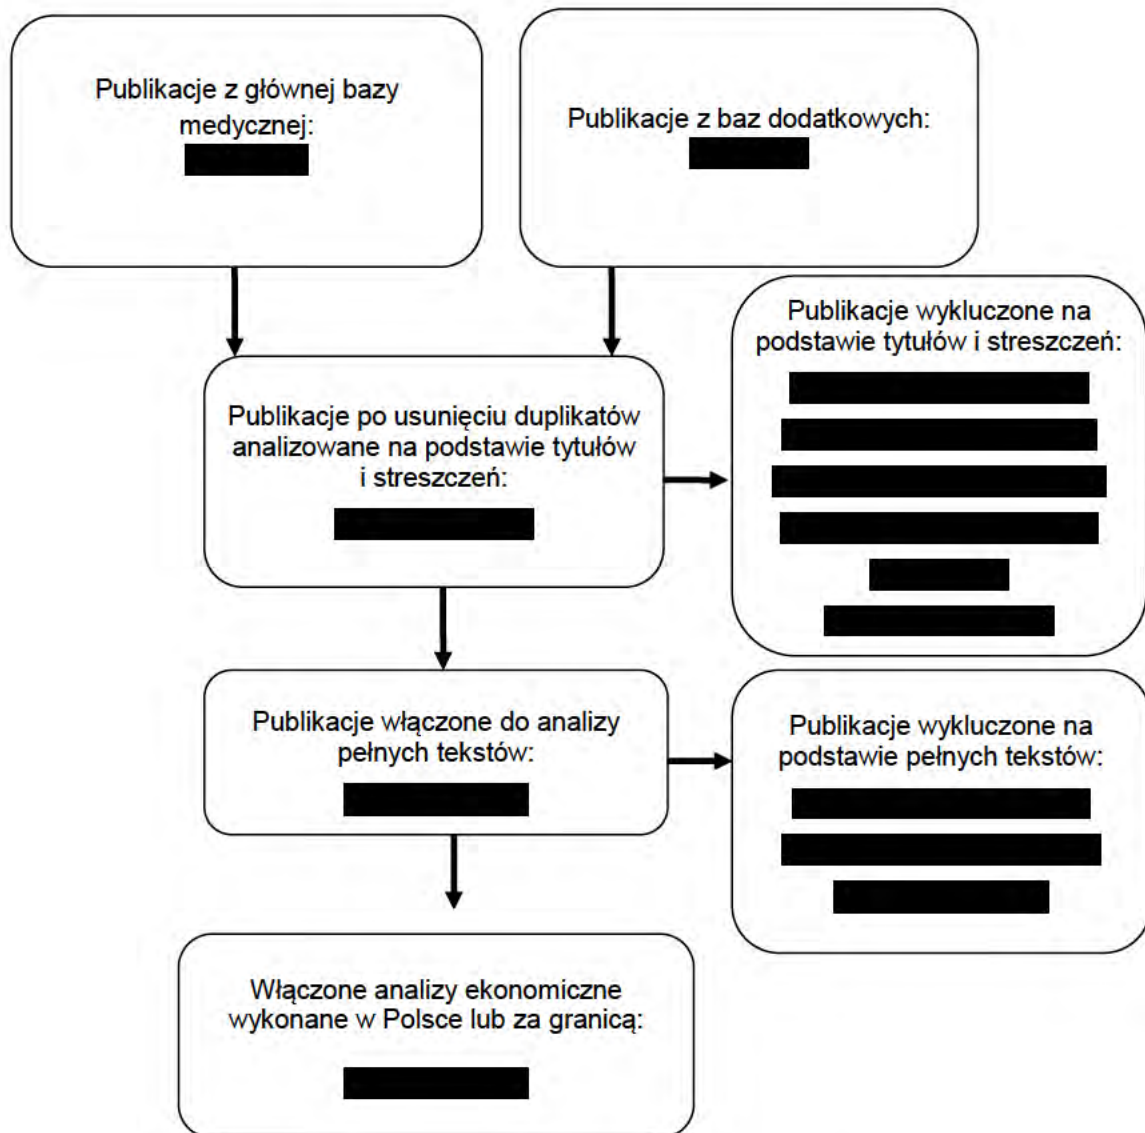 Publikacje z głównej bazy
medycznej:
Publikacje z baz dodatkowych:
Publikacje wykluczone na
podstawie tytułów i streszczeń:
Publikacje po usunięciu duplikatów
analizowane na podstawie tytułów
i streszczeń:
Publikacje włączone do analizy
pełnych tekstów:
Publikacje wykluczone na
podstawie pełnych tekstów:
Włączone analizy ekonomiczne
wykonane w Polsce lub za granicą: